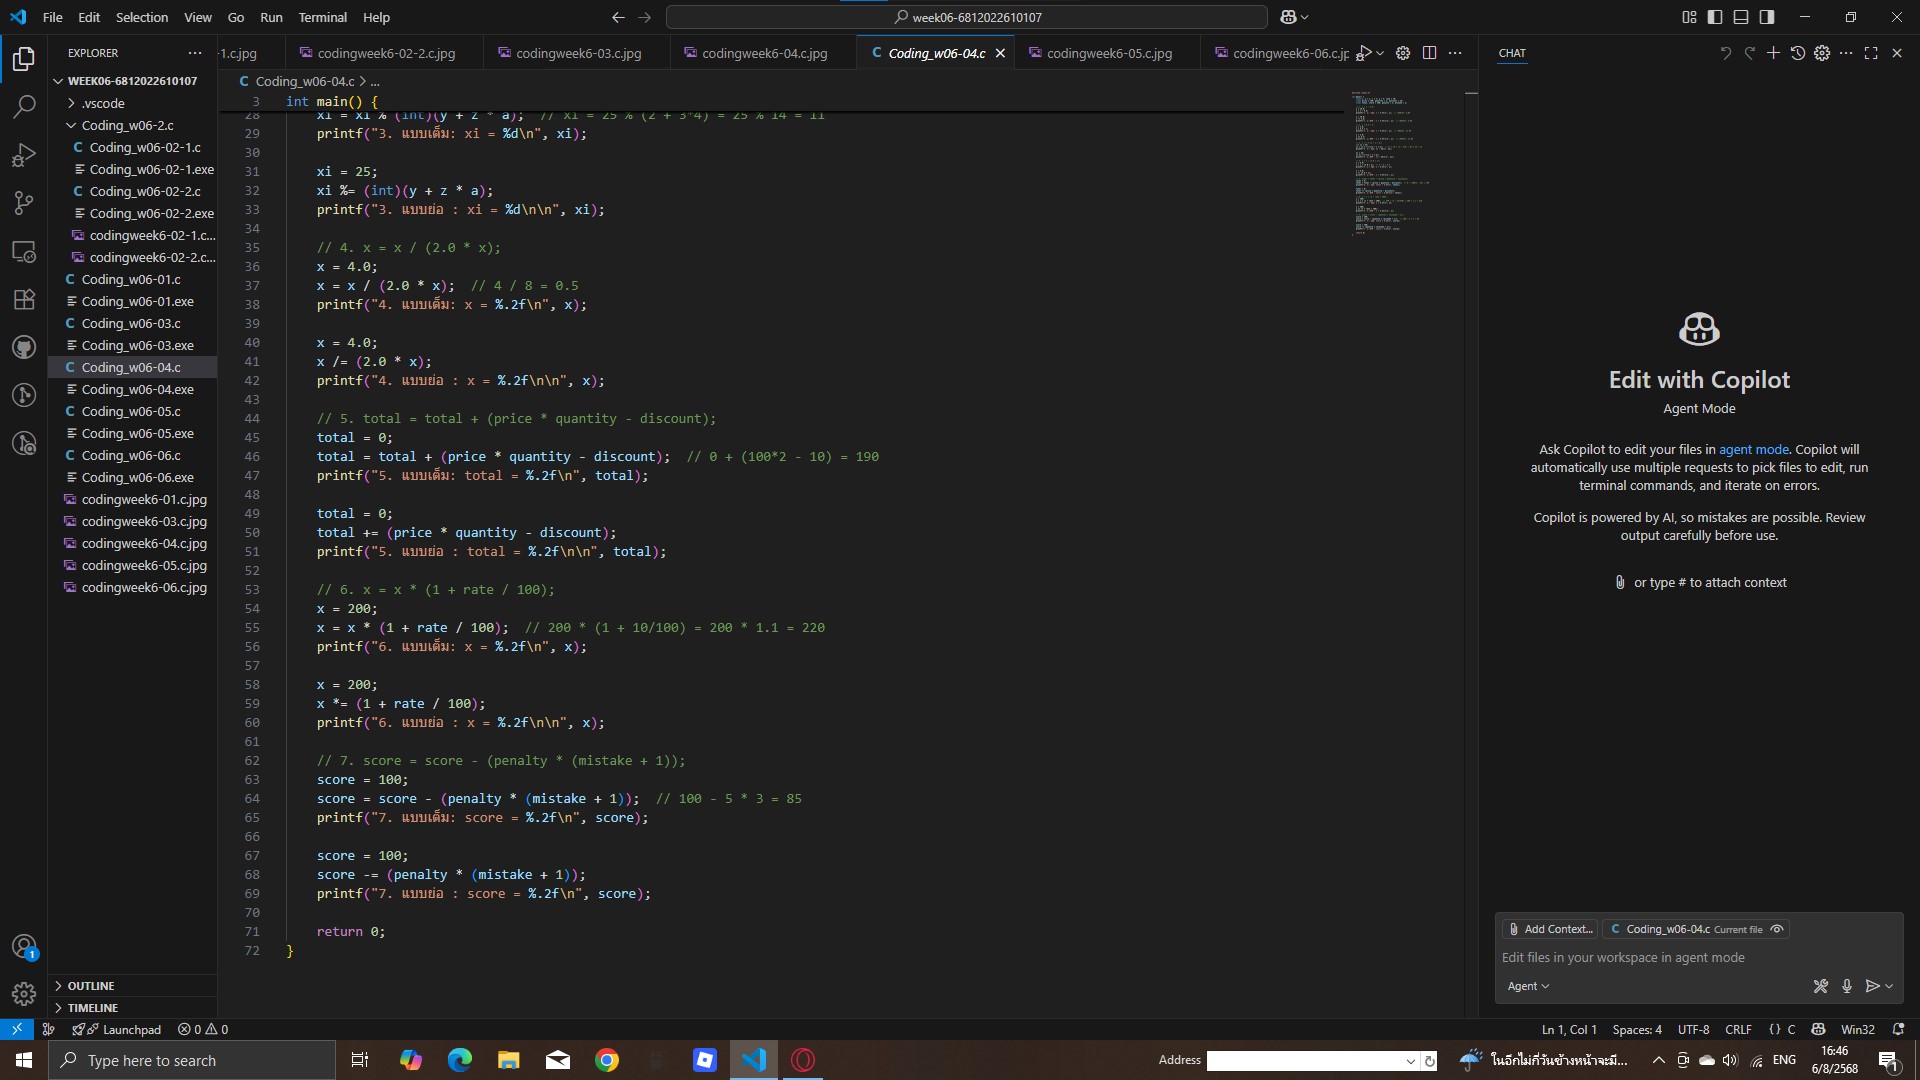 File Edit Selection View Go Run Terminal Help
week06-6812022610107
EXPLORER
WEEK06-6812022610107
.vscode
Coding_w06-2.c
Coding_w06-02-1.c
Coding_w06-02-1.exe
Coding_w06-02-2.c
Coding_w06-02-2.exe
codingweek6-02-1.c...
codingweek6-02-2.c...
Coding_w06-01.c
Coding_w06-01.exe
Coding_w06-03.c
Coding_w06-03.exe
Coding_w06-04.c
Coding_w06-04.exe
Coding_w06-05.c
Coding_w06-05.exe
Coding_w06-06.c
Coding_w06-06.exe
codingweek6-01.c.jpg
codingweek6-03.c.jpg
codingweek6-04.c.jpg
codingweek6-05.c.jpg
codingweek6-06.c.jpg
OUTLINE
TIMELINE
-1.c.jpg codingweek6-02-2.c.jpg codingweek6-03.c.jpg codingweek6-04.c.jpg Coding_w06-04.c codingweek6-05.c.jpg codingweek6-06.c.jp
Coding_w06-04.c > ...
3 int main() {
28 xi = xi % (int)(y + z * a); // xi = 25 % (2 + 3*4) = 25 % 14 = 11
29 printf("3. แบบเต็ม: xi = %d\n", xi);
30
31 xi = 25;
32 xi %= (int)(y + z * a);
33 printf("3. แบบย่อ : xi = %d\n\n", xi);
34
35 // 4. x = x / (2.0 * x);
36 x = 4.0;
37 x = x / (2.0 * x); // 4 / 8 = 0.5
38 printf("4. แบบเต็ม: x = %.2f\n", x);
39
40 x = 4.0;
41 x /= (2.0 * x);
42 printf("4. แบบย่อ : x = %.2f\n\n", x);
43
44 // 5. total = total + (price * quantity - discount);
45 total = 0;
46 total = total + (price * quantity - discount); // 0 + (100*2 - 10) = 190
47 printf("5. แบบเต็ม: total = %.2f\n", total);
48
49 total = 0;
50 total += (price * quantity - discount);
51 printf("5. แบบย่อ : total = %.2f\n\n", total);
52
53 // 6. x = x * (1 + rate / 100);
54 x = 200;
55 x = x * (1 + rate / 100); // 200 * (1 + 10/100) = 200 * 1.1 = 220
56 printf("6. แบบเต็ม: x = %.2f\n", x);
57
58 x = 200;
59 x *= (1 + rate / 100);
60 printf("6. แบบย่อ : x = %.2f\n\n", x);
61
62 // 7. score = score - (penalty * (mistake + 1));
63 score = 100;
64 score = score - (penalty * (mistake + 1)); // 100 - 5 * 3 = 85
65 printf("7. แบบเต็ม: score = %.2f\n", score);
66
67 score = 100;
68 score -= (penalty * (mistake + 1));
69 printf("7. แบบย่อ : score = %.2f\n", score);
70
71 return 0;
72 }
CHAT
Edit with Copilot
Agent Mode
Ask Copilot to edit your files in agent mode. Copilot will
automatically use multiple requests to pick files to edit, run
terminal commands, and iterate on errors.
Copilot is powered by AI, so mistakes are possible. Review
output carefully before use.
or type # to attach context
Add Context... Coding_w06-04.c Current file
Edit files in your workspace in agent mode
Agent
1
Launchpad 0 0
Ln 1, Col 1 Spaces: 4 UTF-8 CRLF {} C Win32
Type here to search
Address
ในอีกไม่กี่วันข้างหน้าจะมี...
ENG
16:46
6/8/2568
1